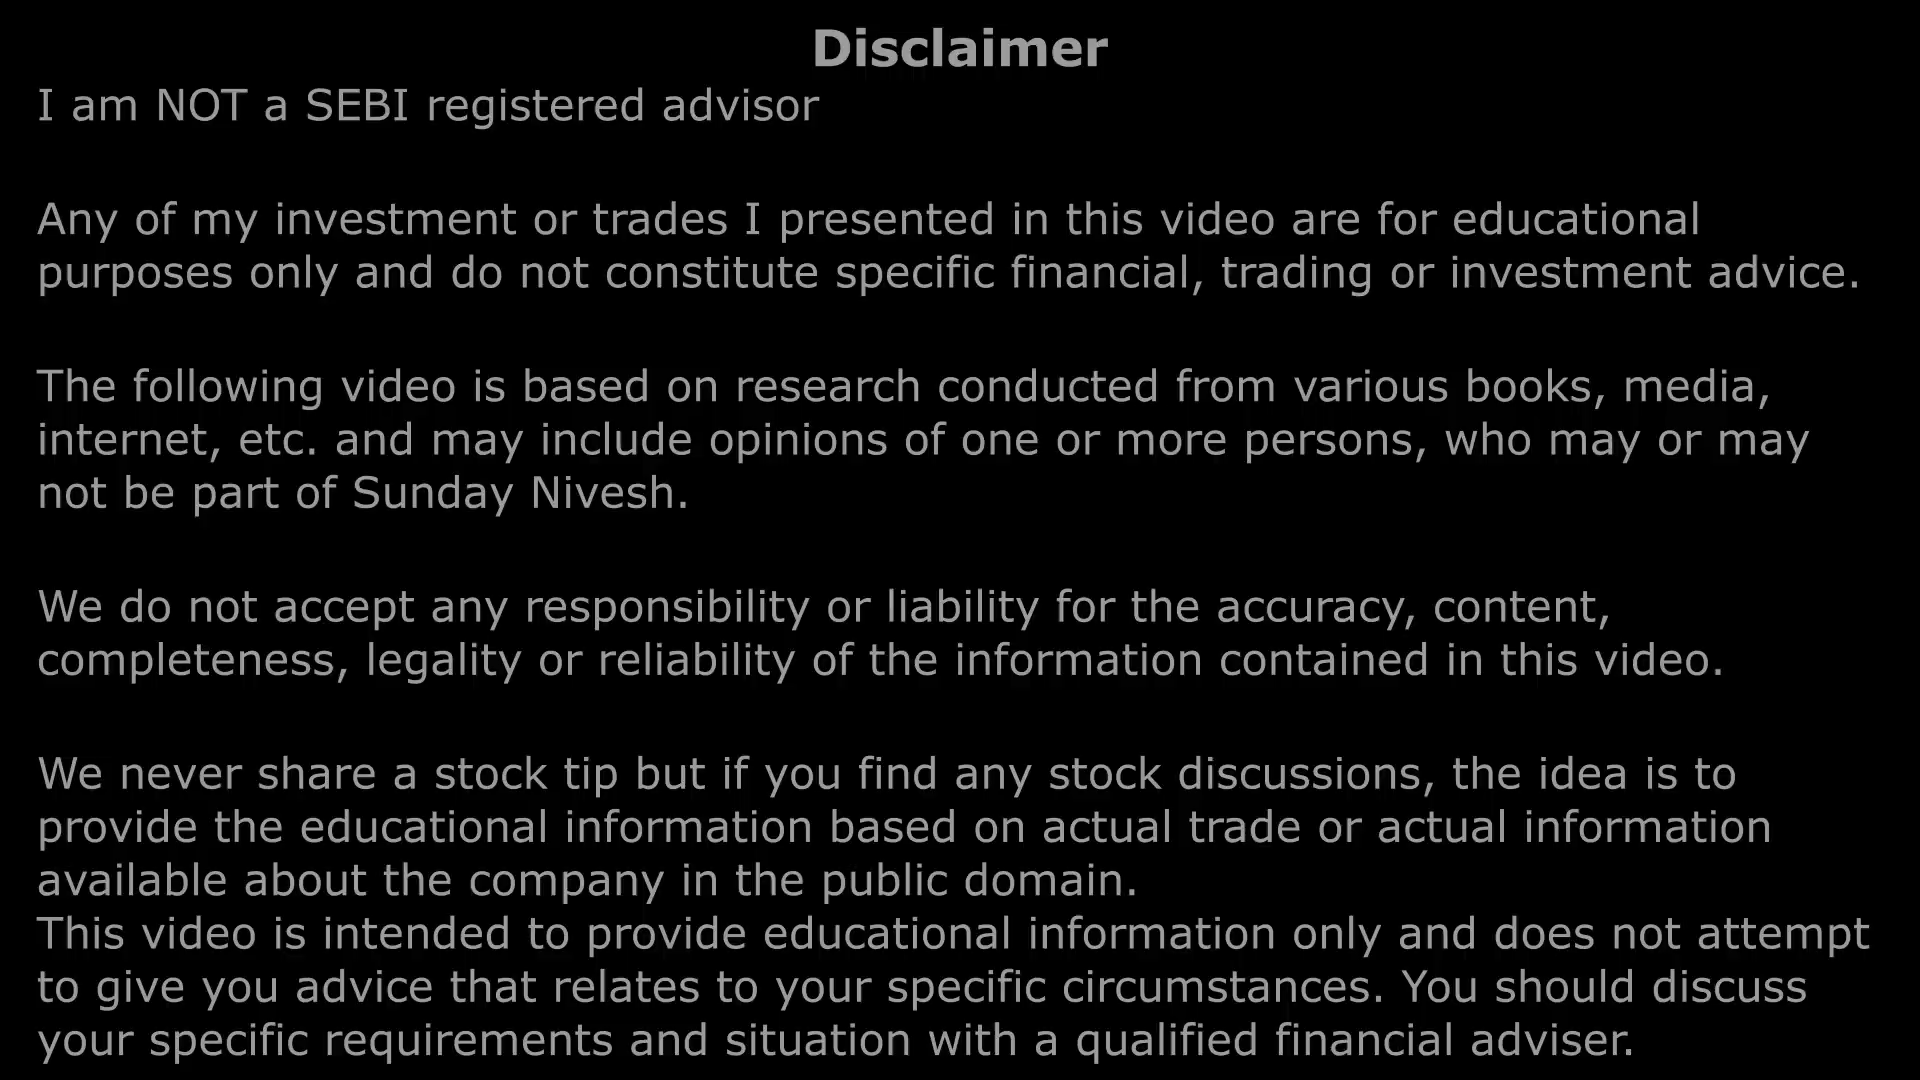 Disclaimer
I am NOT a SEBI registered advisor
Any of my investment or trades I presented in this video are for educational
purposes only and do not constitute specific financial, trading or investment advice.
The following video is based on research conducted from various books, media,
internet, etc. and may include opinions of one or more persons, who may or may
not be part of Sunday Nivesh.
We do not accept any responsibility or liability for the accuracy, content,
completeness, legality or reliability of the information contained in this video.
We never share a stock tip but if you find any stock discussions, the idea is to
provide the educational information based on actual trade or actual information
available about the company in the public domain.
This video is intended to provide educational information only and does not attempt
to give you advice that relates to your specific circumstances. You should discuss
your specific requirements and situation with a qualified financial adviser.